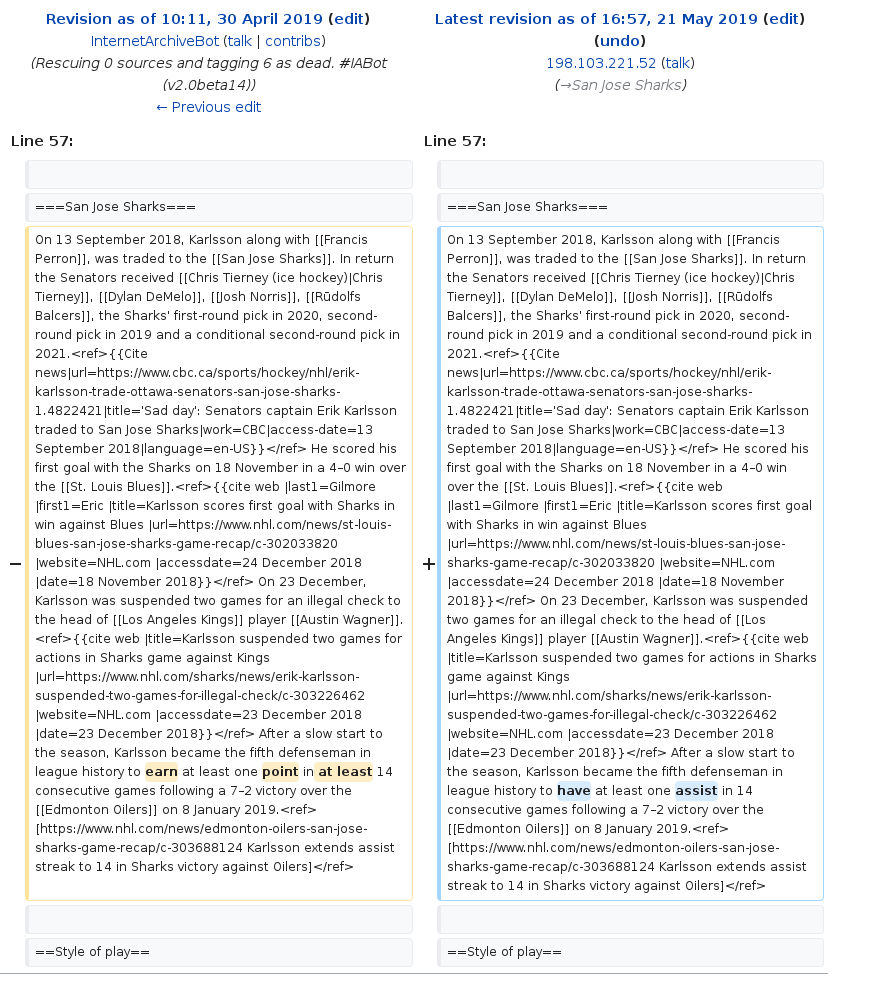 Revision as of 10:11, 30 April 2019 (edit)
InternetArchiveBot (talk | contribs)
(Rescuing 0 sources and tagging 6 as dead. #IABot
(v2.0beta14))
← Previous edit
Latest revision as of 16:57, 21 May 2019 (edit)
(undo)
198.103.221.52 (talk)
(→San Jose Sharks)
Line 57:
Line 57:
===San Jose Sharks===
===San Jose Sharks===
−
On 13 September 2018, Karlsson along with [[Francis
Perron]], was traded to the [[San Jose Sharks]]. In return
the Senators received [[Chris Tierney (ice hockey)|Chris
Tierney]], [[Dylan DeMelo]], [[Josh Norris]], [[Rūdolfs
Balcers]], the Sharks' first-round pick in 2020, second-
round pick in 2019 and a conditional second-round pick in
2021.<ref>{{Cite
news|url=https://www.cbc.ca/sports/hockey/nhl/erik-
karlsson-trade-ottawa-senators-san-jose-sharks-
1.4822421|title='Sad day': Senators captain Erik Karlsson
traded to San Jose Sharks|work=CBC|access-date=13
September 2018|language=en-US}}</ref> He scored his
first goal with the Sharks on 18 November in a 4–0 win over
the [[St. Louis Blues]].<ref>{{cite web |last1=Gilmore
|first1=Eric |title=Karlsson scores first goal with Sharks in
win against Blues |url=https://www.nhl.com/news/st-louis-
blues-san-jose-sharks-game-recap/c-302033820
|website=NHL.com |accessdate=24 December 2018
|date=18 November 2018}}</ref> On 23 December,
Karlsson was suspended two games for an illegal check to
the head of [[Los Angeles Kings]] player [[Austin Wagner]].
<ref>{{cite web |title=Karlsson suspended two games for
actions in Sharks game against Kings
|url=https://www.nhl.com/sharks/news/erik-karlsson-
suspended-two-games-for-illegal-check/c-303226462
|website=NHL.com |accessdate=23 December 2018
|date=23 December 2018}}</ref> After a slow start to
the season, Karlsson became the fifth defenseman in
league history to earn at least one point in at least 14
consecutive games following a 7–2 victory over the
[[Edmonton Oilers]] on 8 January 2019.<ref>
[https://www.nhl.com/news/edmonton-oilers-san-jose-
sharks-game-recap/c-303688124 Karlsson extends assist
streak to 14 in Sharks victory against Oilers]</ref>
+
On 13 September 2018, Karlsson along with [[Francis
Perron]], was traded to the [[San Jose Sharks]]. In return
the Senators received [[Chris Tierney (ice hockey)|Chris
Tierney]], [[Dylan DeMelo]], [[Josh Norris]], [[Rūdolfs
Balcers]], the Sharks' first-round pick in 2020, second-
round pick in 2019 and a conditional second-round pick in
2021.<ref>{{Cite
news|url=https://www.cbc.ca/sports/hockey/nhl/erik-
karlsson-trade-ottawa-senators-san-jose-sharks-
1.4822421|title='Sad day': Senators captain Erik Karlsson
traded to San Jose Sharks|work=CBC|access-date=13
September 2018|language=en-US}}</ref> He scored his
first goal with the Sharks on 18 November in a 4–0 win
over the [[St. Louis Blues]].<ref>{{cite web
|last1=Gilmore |first1=Eric |title=Karlsson scores first goal
with Sharks in win against Blues
|url=https://www.nhl.com/news/st-louis-blues-san-jose-
sharks-game-recap/c-302033820 |website=NHL.com
|accessdate=24 December 2018 |date=18 November
2018}}</ref> On 23 December, Karlsson was suspended
two games for an illegal check to the head of [[Los
Angeles Kings]] player [[Austin Wagner]].<ref>{{cite web
|title=Karlsson suspended two games for actions in Sharks
game against Kings
|url=https://www.nhl.com/sharks/news/erik-karlsson-
suspended-two-games-for-illegal-check/c-303226462
|website=NHL.com |accessdate=23 December 2018
|date=23 December 2018}}</ref> After a slow start to
the season, Karlsson became the fifth defenseman in
league history to have at least one assist in 14
consecutive games following a 7–2 victory over the
[[Edmonton Oilers]] on 8 January 2019.<ref>
[https://www.nhl.com/news/edmonton-oilers-san-jose-
sharks-game-recap/c-303688124 Karlsson extends assist
streak to 14 in Sharks victory against Oilers]</ref>
==Style of play==
==Style of play==